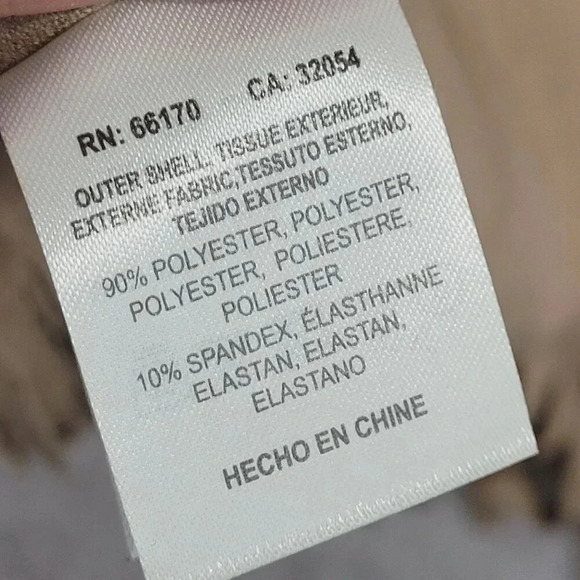 RN: 66170 CA: 32054
OUTER SHELL, TISSUE EXTERIEUR,
EXTERNE FABRIC,TESSUTO ESTERNO,
TEJIDO EXTERNO
90% POLYESTER, POLYESTER,
POLYESTER, POLIESTERE,
POLIESTER
10% SPANDEX, ÉLASTHANNE
ELASTAN, ELASTAN,
ELASTANO
HECHO EN CHINE